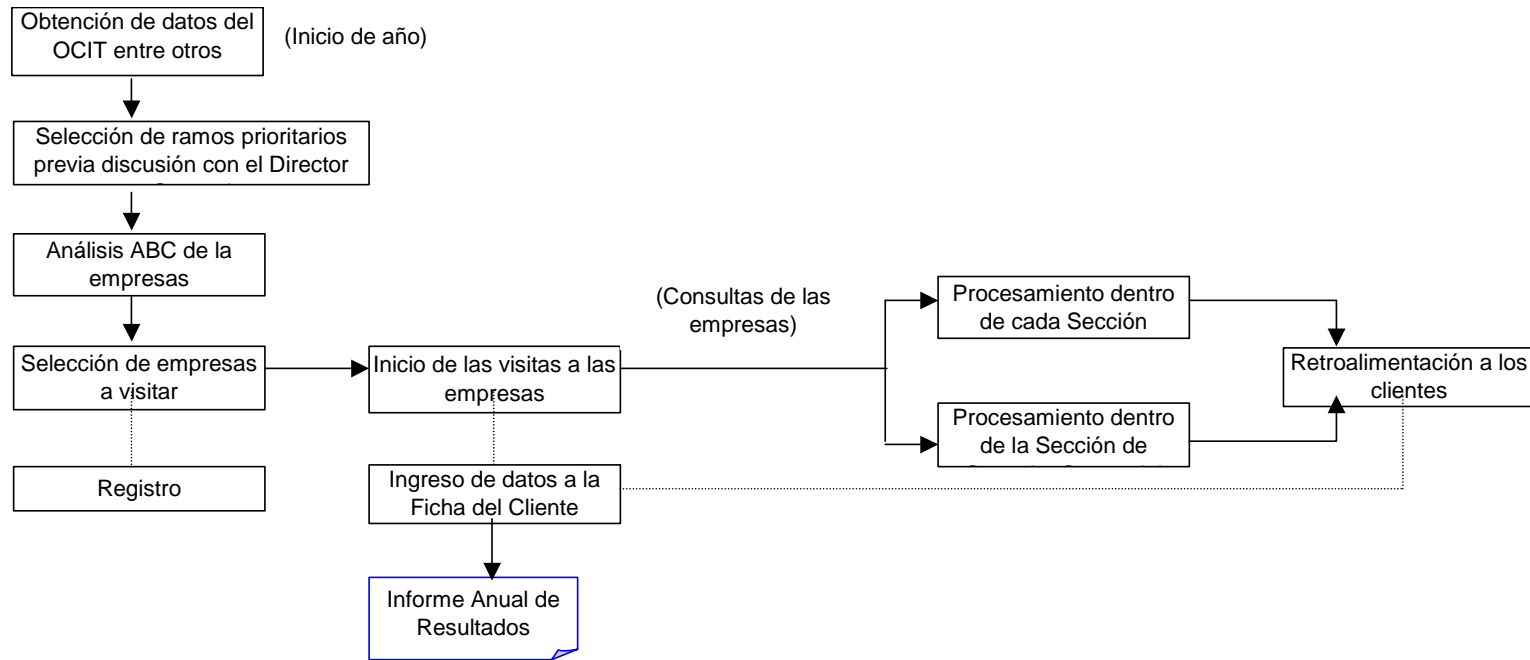 Obtención de datos del
OCIT entre otros
(Inicio de año)
Selección de ramos prioritarios
previa discusión con el Director
Análisis ABC de la
empresas
Selección de empresas
a visitar
Registro
Inicio de las visitas a las
empresas
Ingreso de datos a la
Ficha del Cliente
Informe Anual de
Resultados
(Consultas de las
empresas)
Procesamiento dentro
de cada Sección
Procesamiento dentro
de la Sección de
Retroalimentación a los
clientes